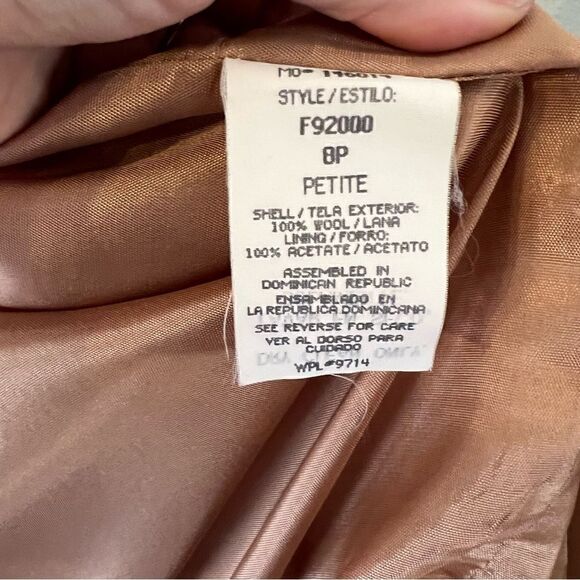 STYLE/ESTILO:
F92000
8P
PETITE
SHELL/TELA EXTERIOR:
100% WOOL/LANA
LINING/FORRO:
100% ACETATE/ACETATO
ASSEMBLED IN
DOMINICAN REPUBLIC
ENSAMBLADO EN
LA REPUBLICA DOMINICANA
SEE REVERSE FOR CARE
VER AL DORSO PARA
CUIDADO
WPL#9714